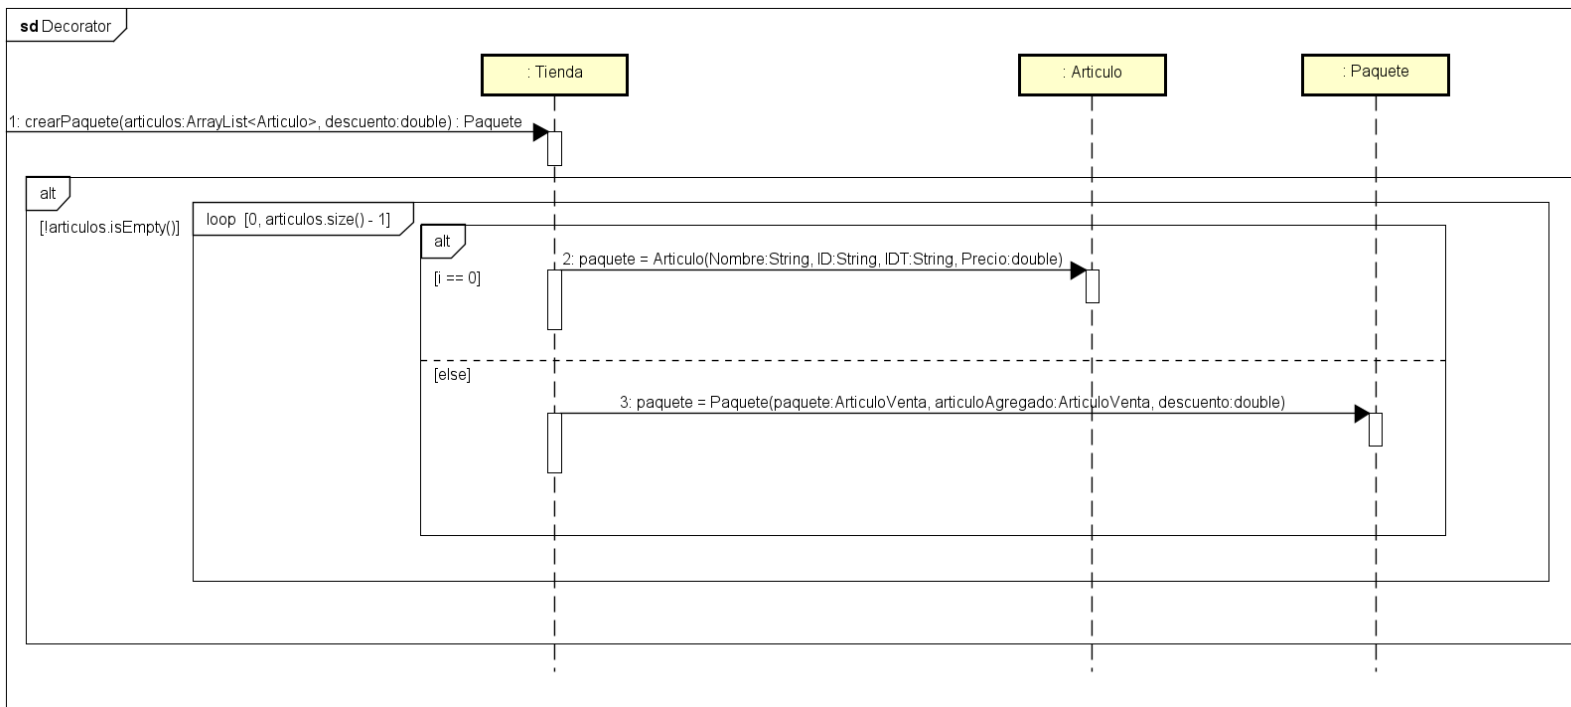 sd Decorator
: Tienda
: Articulo
: Paquete
1: crearPaquete(articulos:ArrayList<Articulo>, descuento:double) : Paquete
alt
[!articulos.isEmpty()]
loop [0, articulos.size() - 1]
alt
2: paquete = Articulo(Nombre:String, ID:String, IDT:String, Precio:double)
[i == 0]
[else]
3: paquete = Paquete(paquete:ArticuloVenta, articuloAgregado:ArticuloVenta, descuento:double)